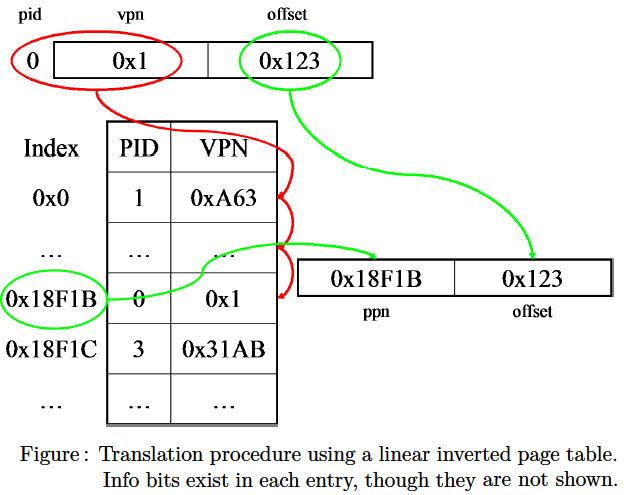 pid vpn offset
0 0x1 0x123
Index PID VPN
0x0 1 0xA63
... ... ...
0x18F1B 0 0x1
0x18F1B 0x123
ppn offset
0x18F1C 3 0x31AB
... ... ...
Figure: Translation procedure using a linear inverted page table.
Info bits exist in each entry, though they are not shown.